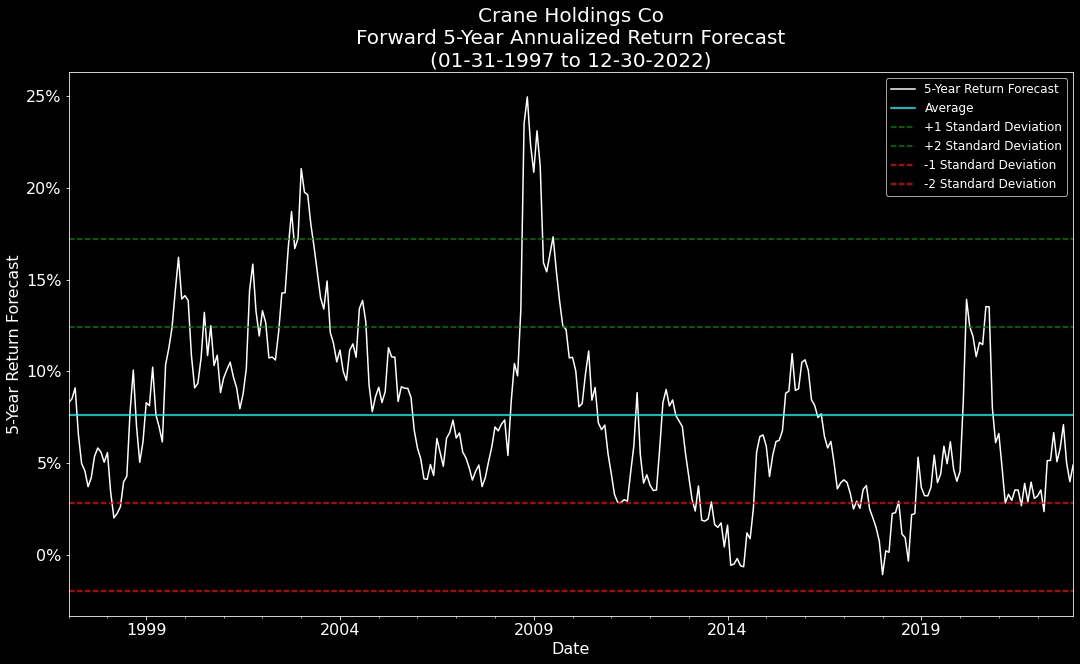 Crane Holdings Co
Forward 5-Year Annualized Return Forecast
(01-31-1997 to 12-30-2022)
5-Year Return Forecast
Average
+1 Standard Deviation
+2 Standard Deviation
-1 Standard Deviation
-2 Standard Deviation
5-Year Return Forecast
25%
20%
15%
10%
5%
0%
1999
2004
2009
2014
2019
Date